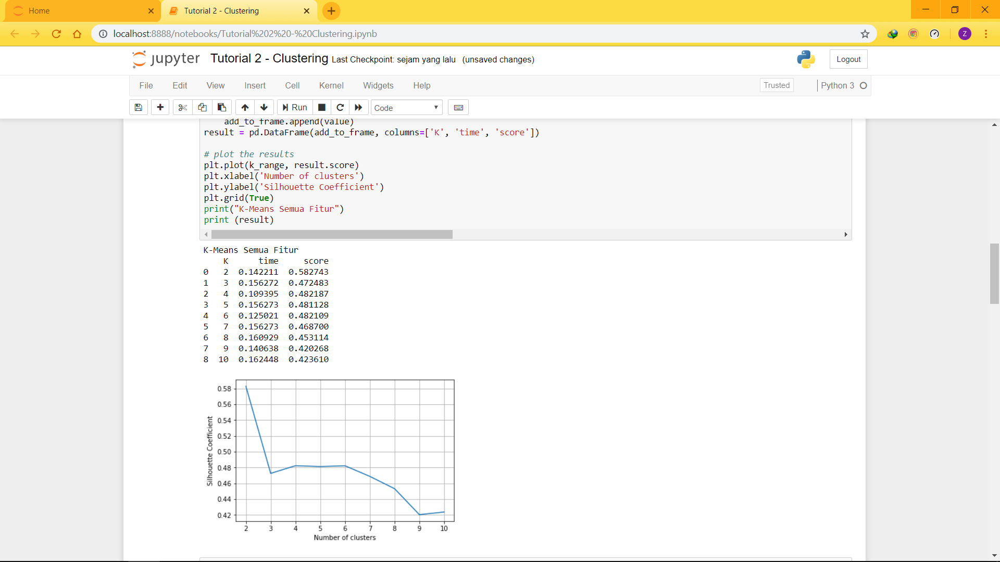 Home
Tutorial 2 - Clustering
localhost:8888/notebooks/Tutorial%202%20-%20Clustering.ipynb
Z
jupyter Tutorial 2 - Clustering Last Checkpoint: sejam yang lalu (unsaved changes)
Logout
File Edit View Insert Cell Kernel Widgets Help
Trusted
Python 3
Run
Code
add_to_frame.append(value)
result = pd.DataFrame(add_to_frame, columns=['K', 'time', 'score'])
# plot the results
plt.plot(k_range, result.score)
plt.xlabel('Number of clusters')
plt.ylabel('Silhouette Coefficient')
plt.grid(True)
print("K-Means Semua Fitur")
print (result)
K-Means Semua Fitur
K time score
0 2 0.142211 0.582743
1 3 0.156272 0.472483
2 4 0.109395 0.482187
3 5 0.156273 0.481128
4 6 0.125021 0.482109
5 7 0.156273 0.468700
6 8 0.160929 0.453114
7 9 0.140638 0.420268
8 10 0.162448 0.423610
Silhouette Coefficient
0.58
0.56
0.54
0.52
0.50
0.48
0.46
0.44
0.42
2 3 4 5 6 7 8 9 10
Number of clusters